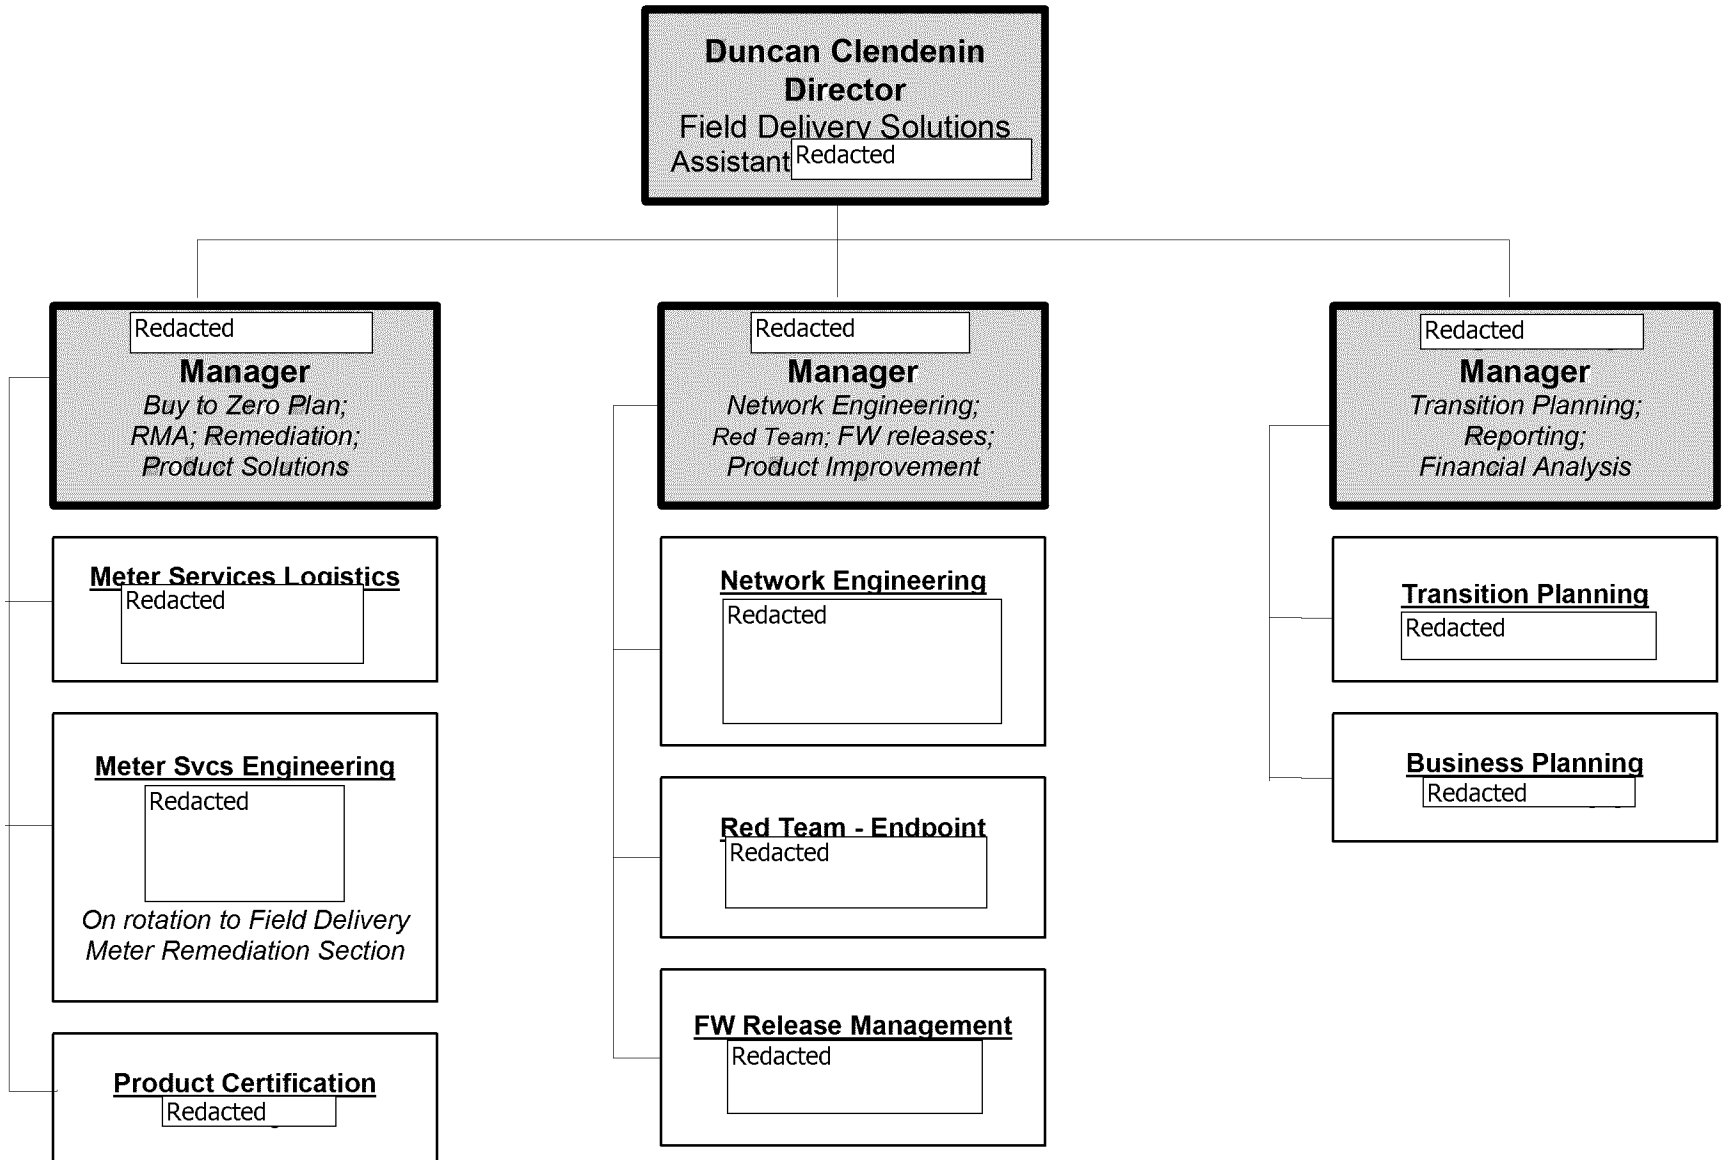 Duncan Clendenin
Director
Field Delivery Solutions
Assistant Redacted
Redacted
Manager
Buy to Zero Plan;
RMA; Remediation;
Product Solutions
Meter Services Logistics
Redacted
Meter Svcs Engineering
Redacted
On rotation to Field Delivery
Meter Remediation Section
Product Certification
Redacted
Redacted
Manager
Network Engineering;
Red Team; FW releases;
Product Improvement
Network Engineering
Redacted
Red Team - Endpoint
Redacted
FW Release Management
Redacted
Redacted
Manager
Transition Planning;
Reporting;
Financial Analysis
Transition Planning
Redacted
Business Planning
Redacted